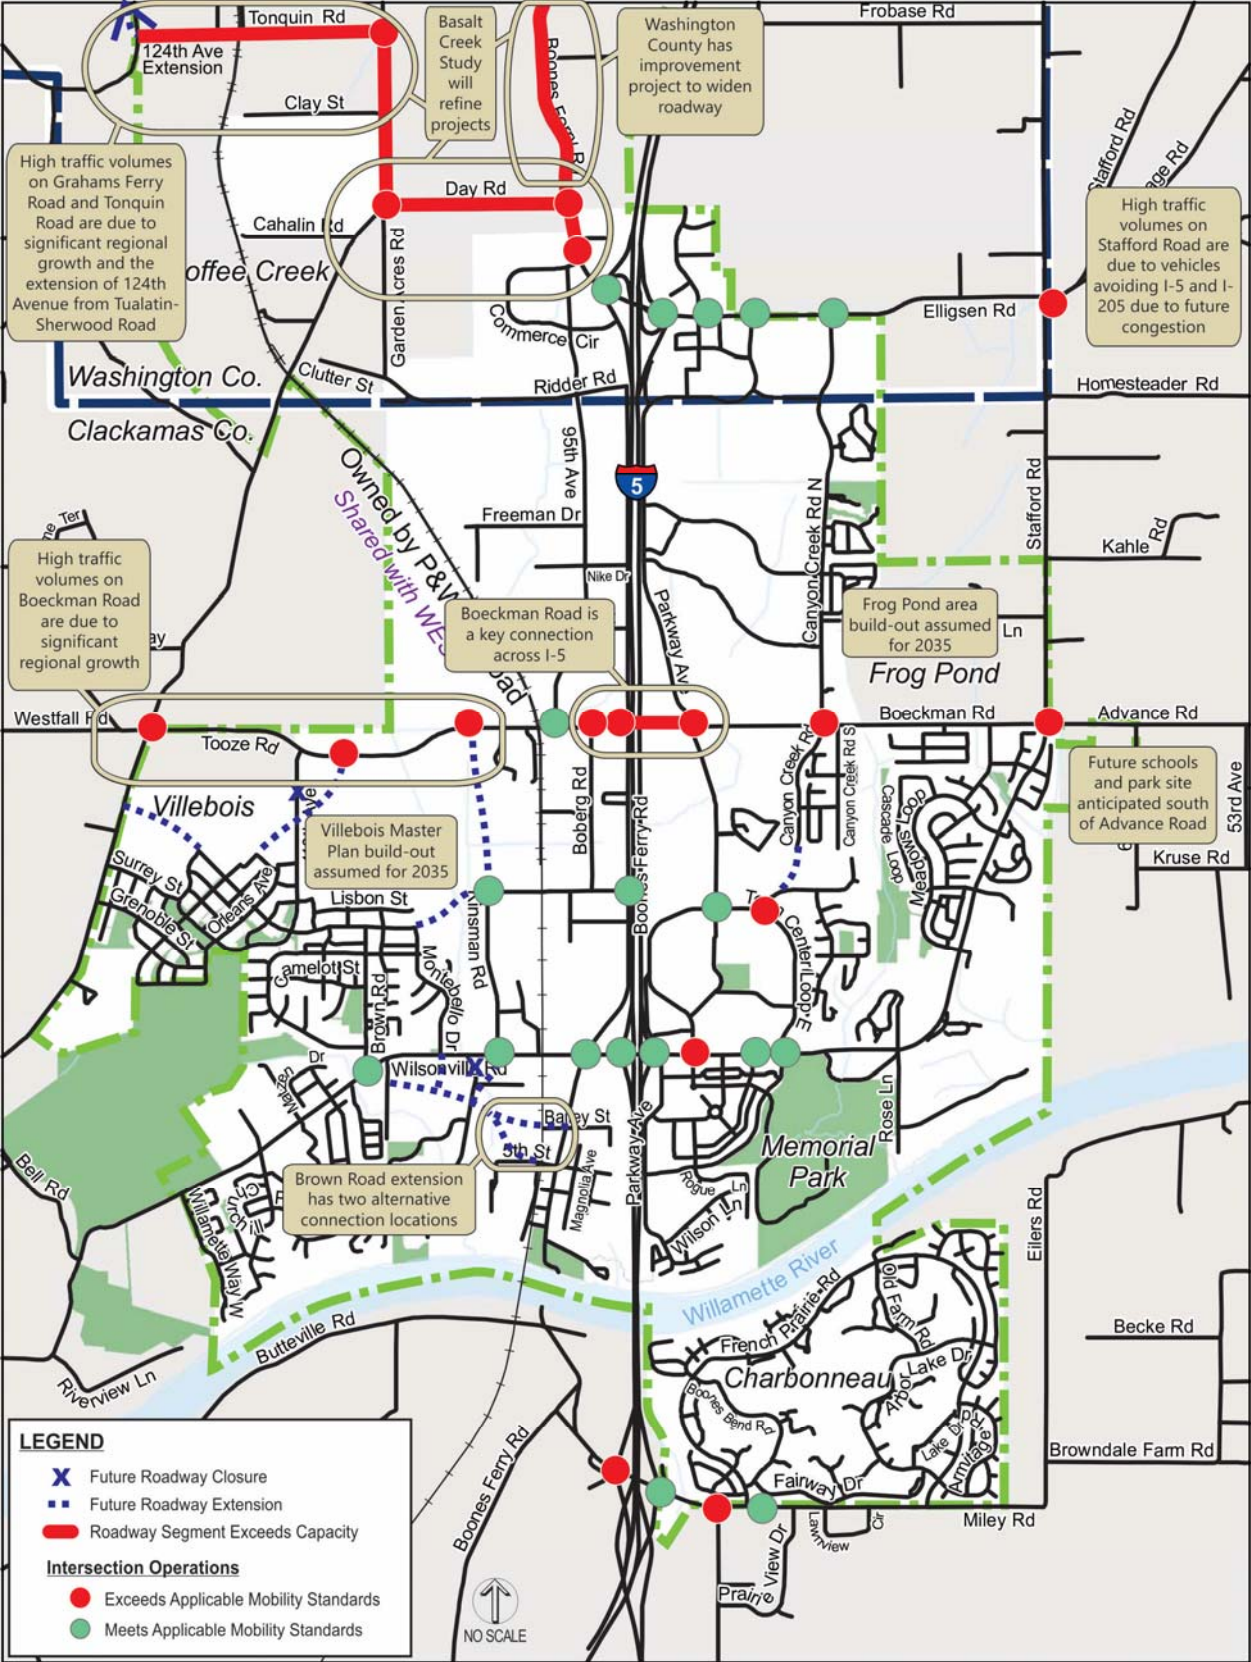 Tonquin Rd
124th Ave
Extension
Clay St
Basalt
Creek
Study
will
refine
projects
Boones Ferry R
Washington
County has
improvement
project to widen
roadway
Frobase Rd
Stafford Rd
age Rd
High traffic volumes
on Grahams Ferry
Road and Tonquin
Road are due to
significant regional
growth and the
extension of 124th
Avenue from Tualatin-
Sherwood Road
Day Rd
Cahalin Rd
offee Creek
Garden Acres Rd
Commerce Cir
Elligsen Rd
High traffic
volumes on
Stafford Road are
due to vehicles
avoiding I-5 and I-
205 due to future
congestion
Washington Co.
Clackamas Co.
Clutter St
Ridder Rd
Homesteader Rd
95th Ave
5
Owned by P&W
Shared with WES
oad
Freeman Dr
Nike Dr
Canyon Creek Rd N
Stafford Rd
Kahle Rd
me Ter
High traffic
volumes on
Boeckman Road
are due to
significant
regional growth
ay
Boeckman Road is
a key connection
across I-5
Parkway Ave
Frog Pond area
build-out assumed
for 2035
Ln
Frog Pond
Westfall Rd
Tooze Rd
Boeckman Rd
Advance Rd
Villebois
Villebois Master
Plan build-out
assumed for 2035
Boberg Rd
Boones Ferry Rd
Canyon Creek Rd
Canyon Creek Rd S
Cascade Loop
Meadows Loop
Future schools
and park site
anticipated south
of Advance Road
53rd Ave
6
Kruse Rd
Surrey St
Grenoble St
Orleans Ave
Lisbon St
Kinsman Rd
Town Center Loop E
Camelot St
Brown Rd
Montebello Dr
Dr
Wilsonville Rd
Matzen
Bailey St
5th St
Magnolia Ave
Parkway Ave
Rose Ln
Memorial
Park
Bell Rd
Brown Road extension
has two alternative
connection locations
Churchill
Willamette Way W
Rogue Ln
Wilson Ln
Eilers Rd
Willamette River
Butteville Rd
Riverview Ln
French Prairie Rd
Old Farm Rd
Becke Rd
Charbonneau
Arbor Lake Dr
Boones Bend Rd
Lake Dr
Armitage Rd
Browndale Farm Rd
Fairway Dr
Miley Rd
Lawnview Cir
Prairie View Dr
Boones Ferry Rd
LEGEND
X Future Roadway Closure
Future Roadway Extension
Roadway Segment Exceeds Capacity
Intersection Operations
Exceeds Applicable Mobility Standards
Meets Applicable Mobility Standards
NO SCALE